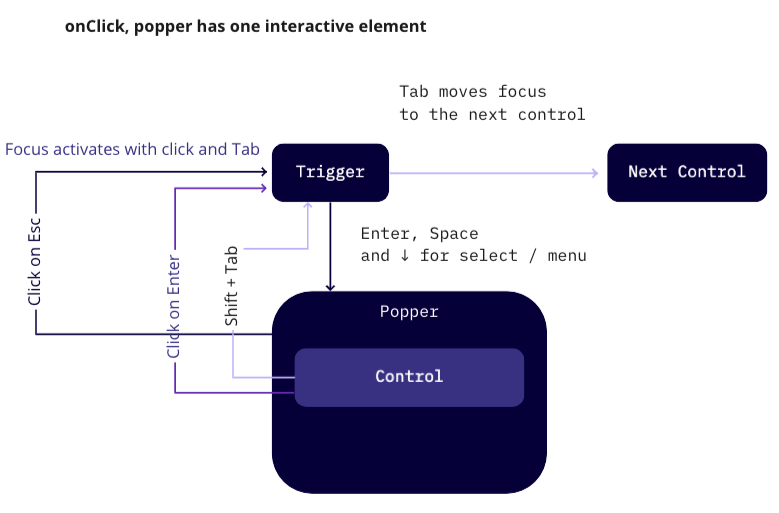 onClick, popper has one interactive element
Tab moves focus
to the next control
Focus activates with click and Tab
Trigger
Next Control
Enter, Space
and ↓ for select / menu
Click on Esc
Click on Enter
Shift + Tab
Popper
Control